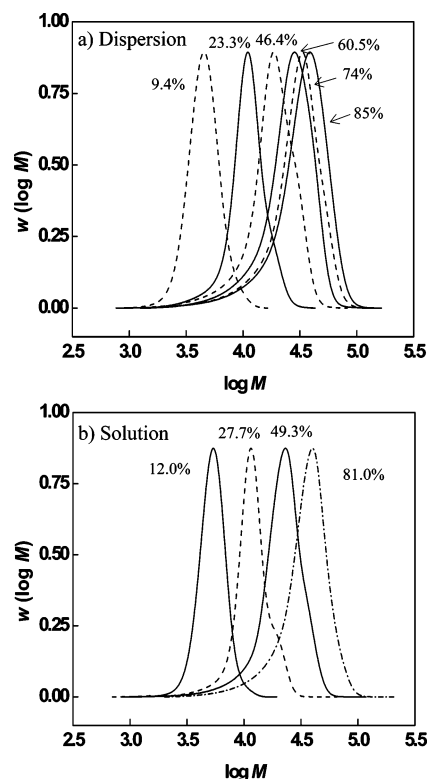 a) Dispersion
23.3% 46.4% 60.5%
9.4% 74%
85%
1.00
0.75
0.50
0.25
0.00
w (log M)
2.5 3.0 3.5 4.0 4.5 5.0 5.5
log M
b) Solution
27.7% 49.3%
12.0% 81.0%
1.00
0.75
0.50
0.25
0.00
w (log M)
2.5 3.0 3.5 4.0 4.5 5.0 5.5
log M